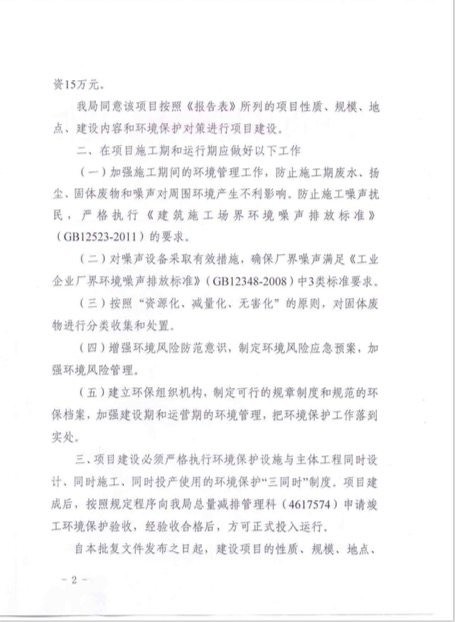 资15万元。
我局同意该项目按照《报告表》所列的项目性质、规模、地
点、建设内容和环境保护对策进行项目建设。
二、在项目施工期和运行期应做好以下工作
（一）加强施工期间的环境管理工作，防止施工期废水、扬
尘、固体废物和噪声对周围环境产生不利影响。防止施工噪声扰
民，严格执行《建筑施工场界环境噪声排放标准》
（GB12523-2011）的要求。
（二）对噪声设备采取有效措施，确保厂界噪声满足《工业
企业厂界环境噪声排放标准》（GB12348-2008）中3类标准要求。
（三）按照“资源化、减量化、无害化”的原则，对固体废
物进行分类收集和处置。
（四）增强环境风险防范意识，制定环境风险应急预案，加
强环境风险管理。
（五）建立环保组织机构，制定可行的规章制度和规范的环
保档案，加强建设期和运营期的环境管理，把环境保护工作落到
实处。
三、项目建设必须严格执行环境保护设施与主体工程同时设
计、同时施工、同时投产使用的环境保护“三同时”制度。项目建
成后，按照规定程序向我局总量减排管理科（4617574）申请竣
工环境保护验收，经验收合格后，方可正式投入运行。
自本批复文件发布之日起，建设项目的性质、规模、地点、
- 2 -